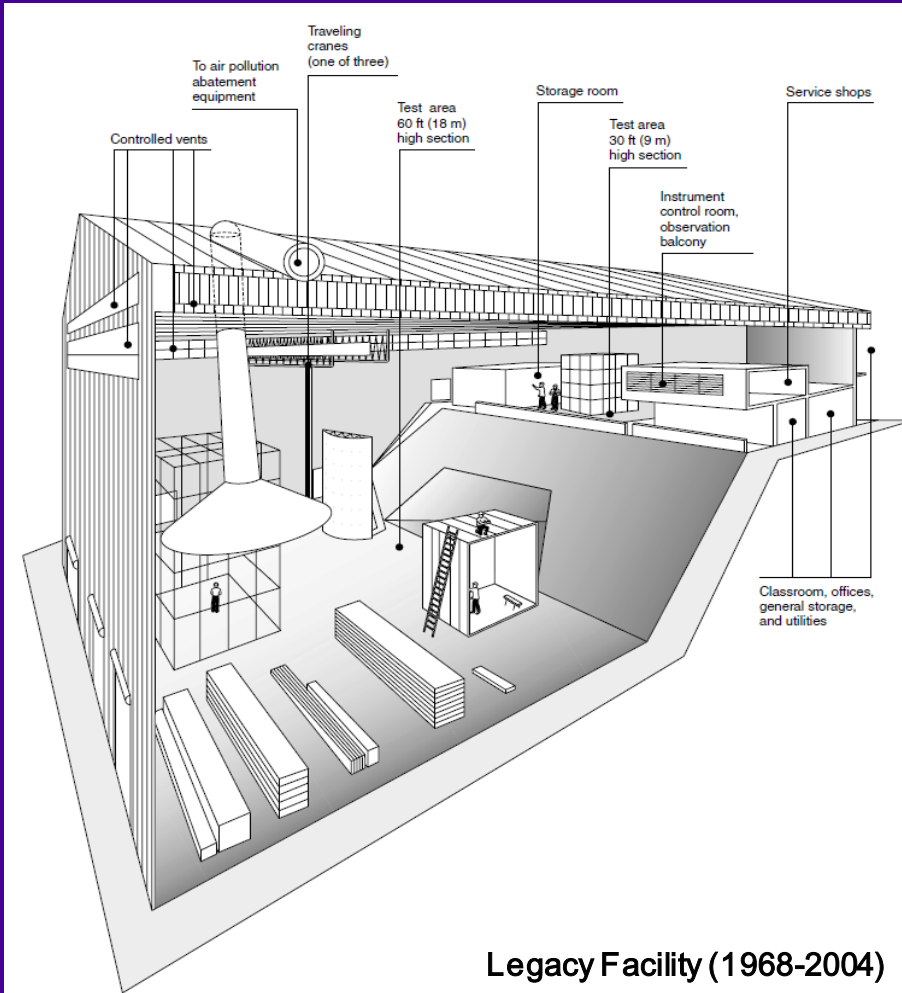 Traveling
cranes
(one of three)
To air pollution
abatement
equipment
Controlled vents
Test area
60 ft (18 m)
high section
Storage room
Test area
30 ft (9 m)
high section
Service shops
Instrument
control room,
observation
balcony
Classroom, offices,
general storage,
and utilities
Legacy Facility (1968-2004)